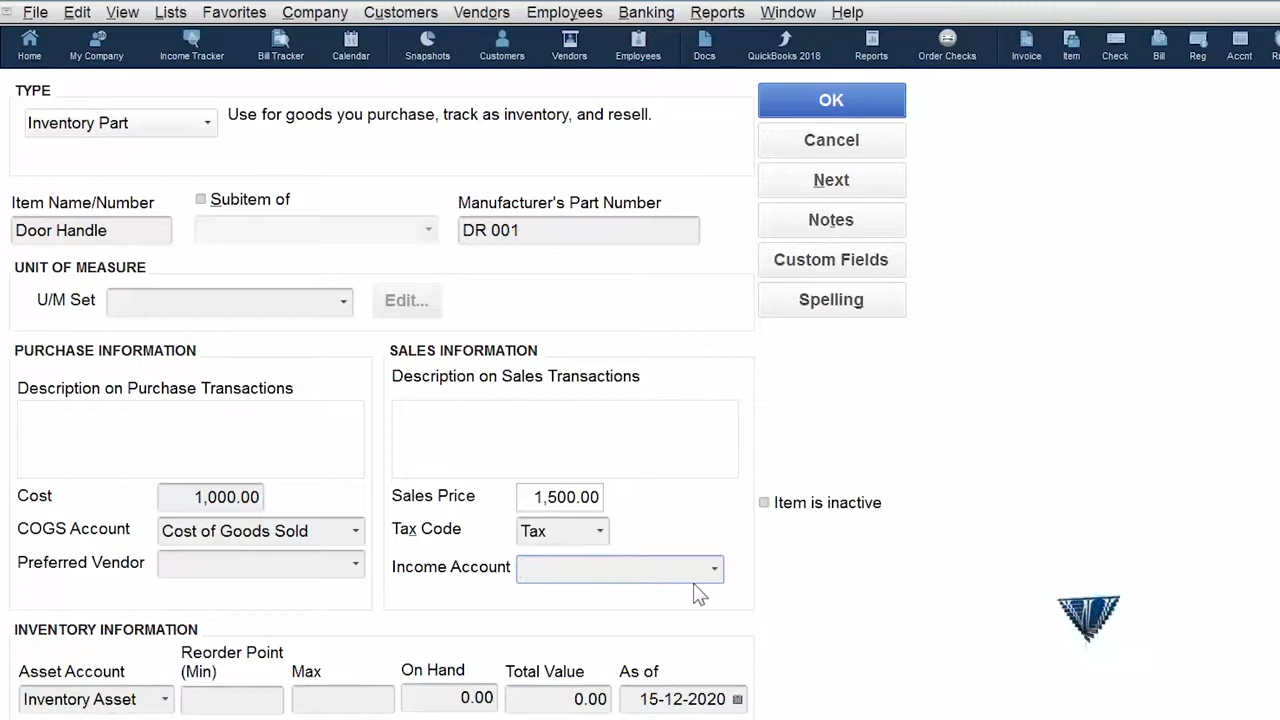 File Edit View Lists Favorites Company Customers Vendors Employees Banking Reports Window Help
Home My Company Income Tracker Bill Tracker Calendar Snapshots Customers Vendors Employees Docs QuickBooks 2018 Reports Order Checks Invoice Item Check Bill Reg Accnt
TYPE
Inventory Part Use for goods you purchase, track as inventory, and resell.
OK
Cancel
Next
Notes
Custom Fields
Spelling
Item Name/Number Subitem of Manufacturer's Part Number
Door Handle DR 001
UNIT OF MEASURE
U/M Set Edit...
PURCHASE INFORMATION
Description on Purchase Transactions
Cost 1,000.00
COGS Account Cost of Goods Sold
Preferred Vendor
SALES INFORMATION
Description on Sales Transactions
Sales Price 1,500.00
Tax Code Tax
Income Account
Item is inactive
INVENTORY INFORMATION
Asset Account Reorder Point (Min) Max On Hand Total Value As of
Inventory Asset 0.00 0.00 15-12-2020